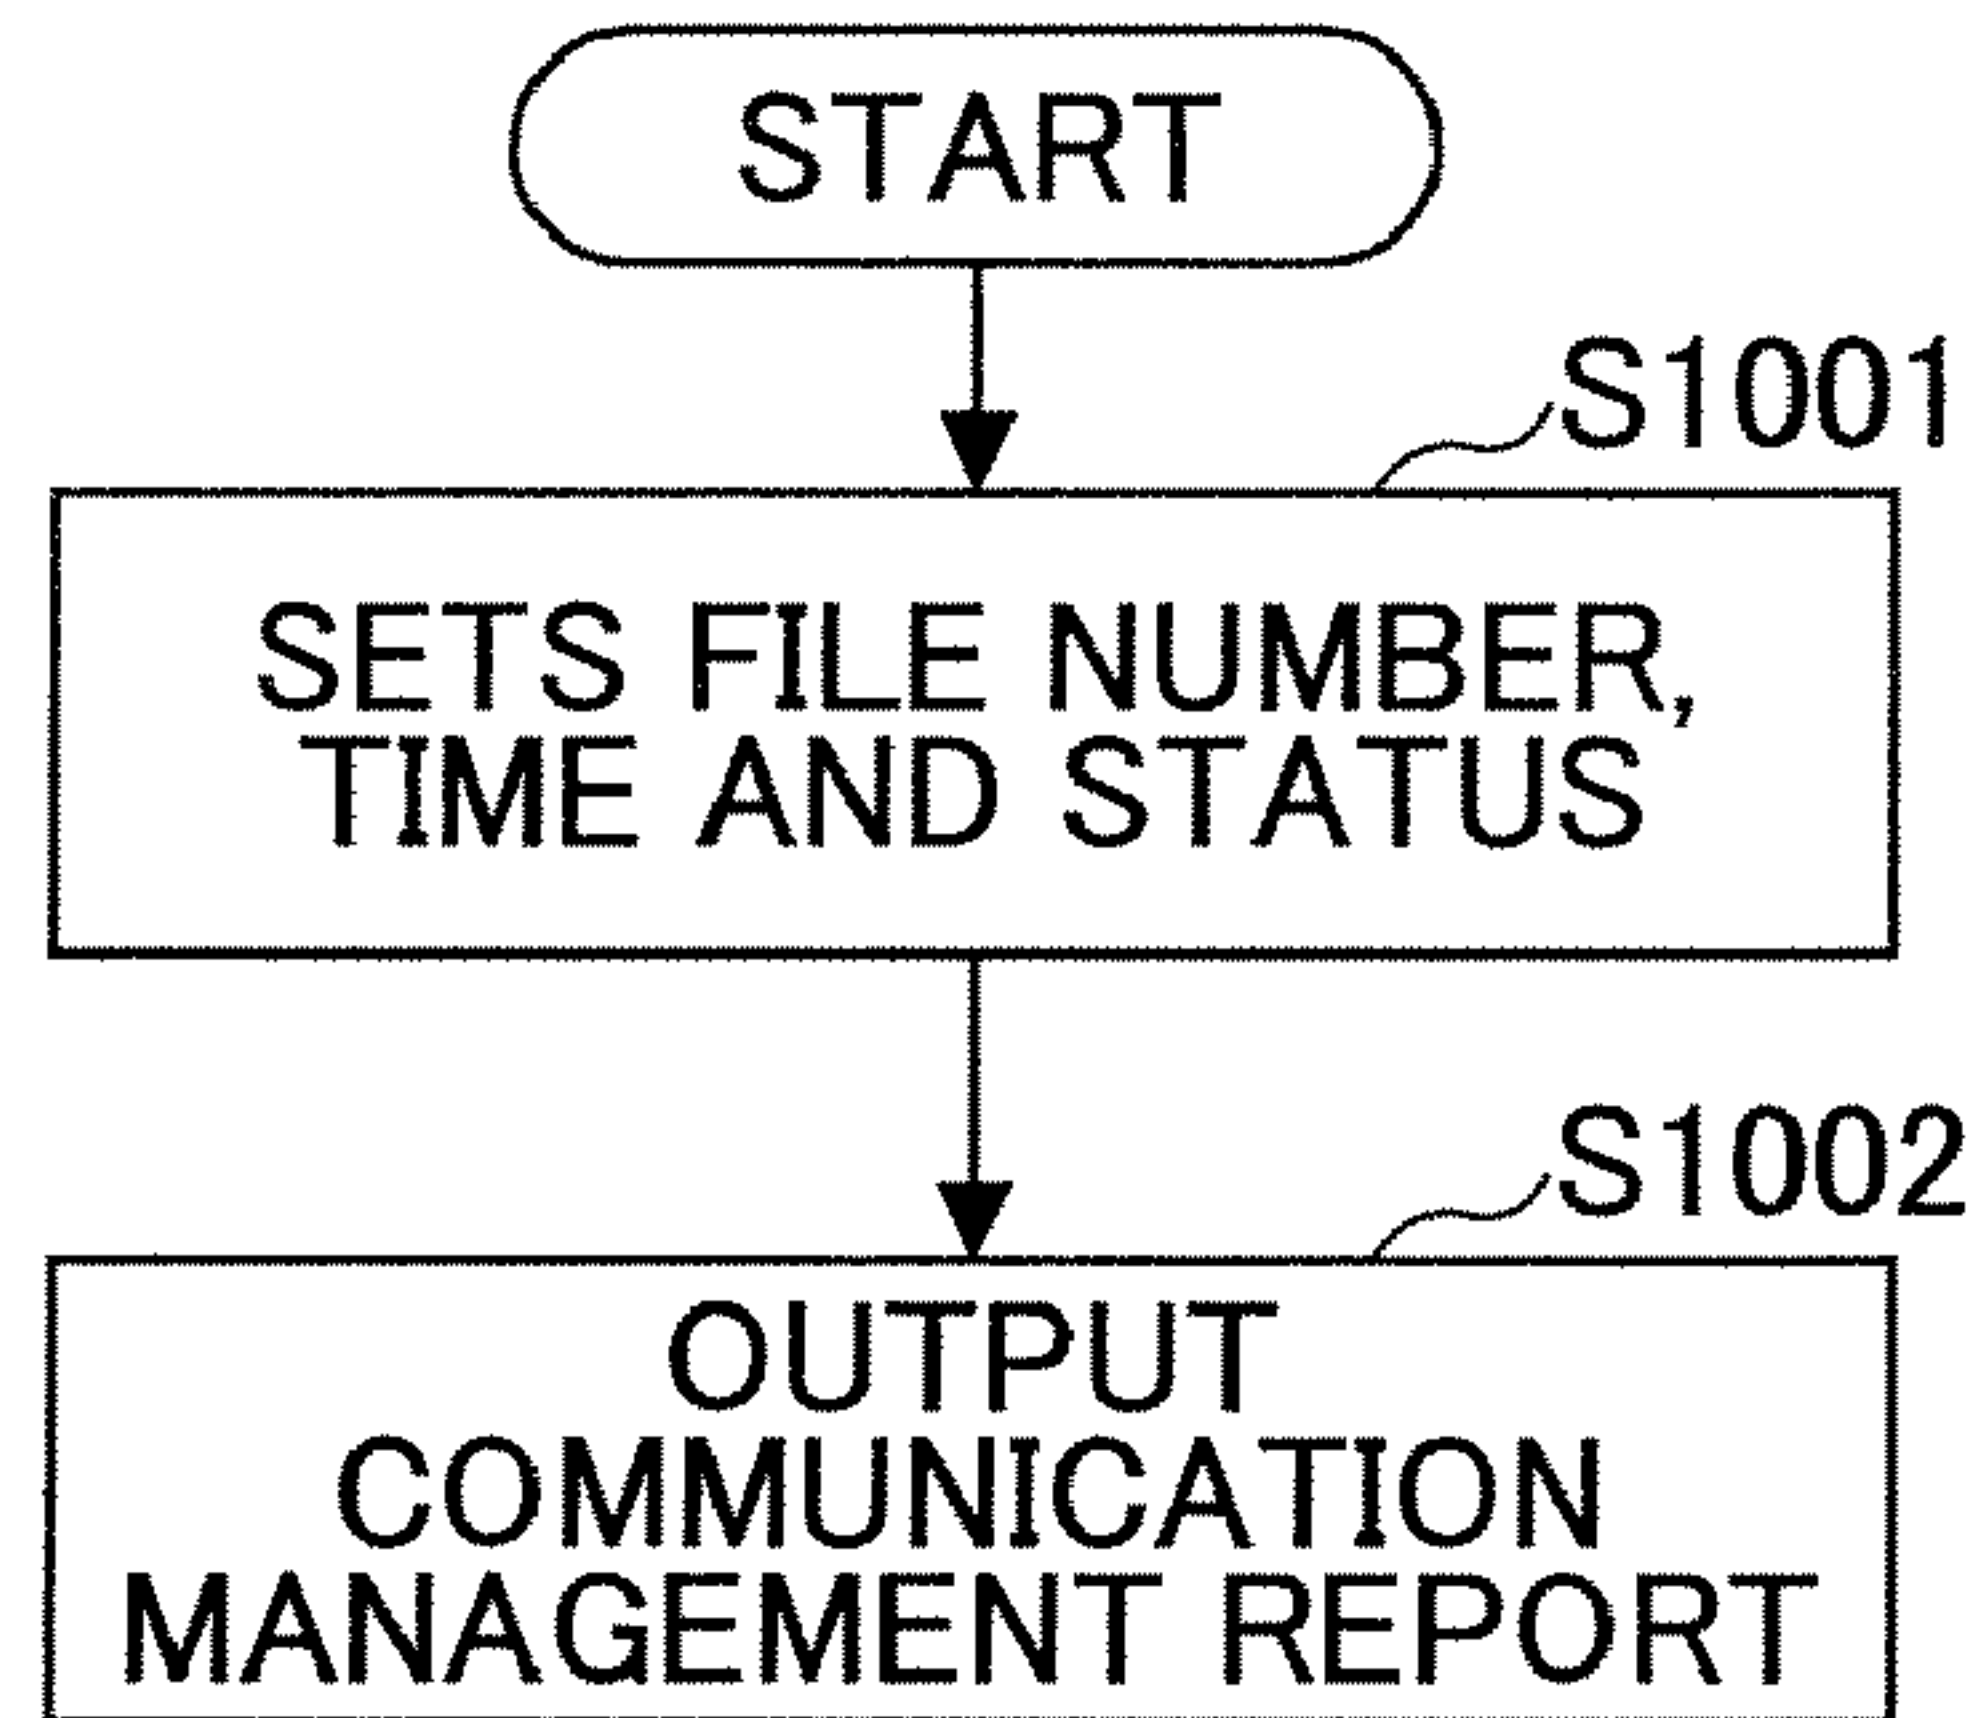 START
S1001
SETS FILE NUMBER,
TIME AND STATUS
S1002
OUTPUT
COMMUNICATION
MANAGEMENT REPORT